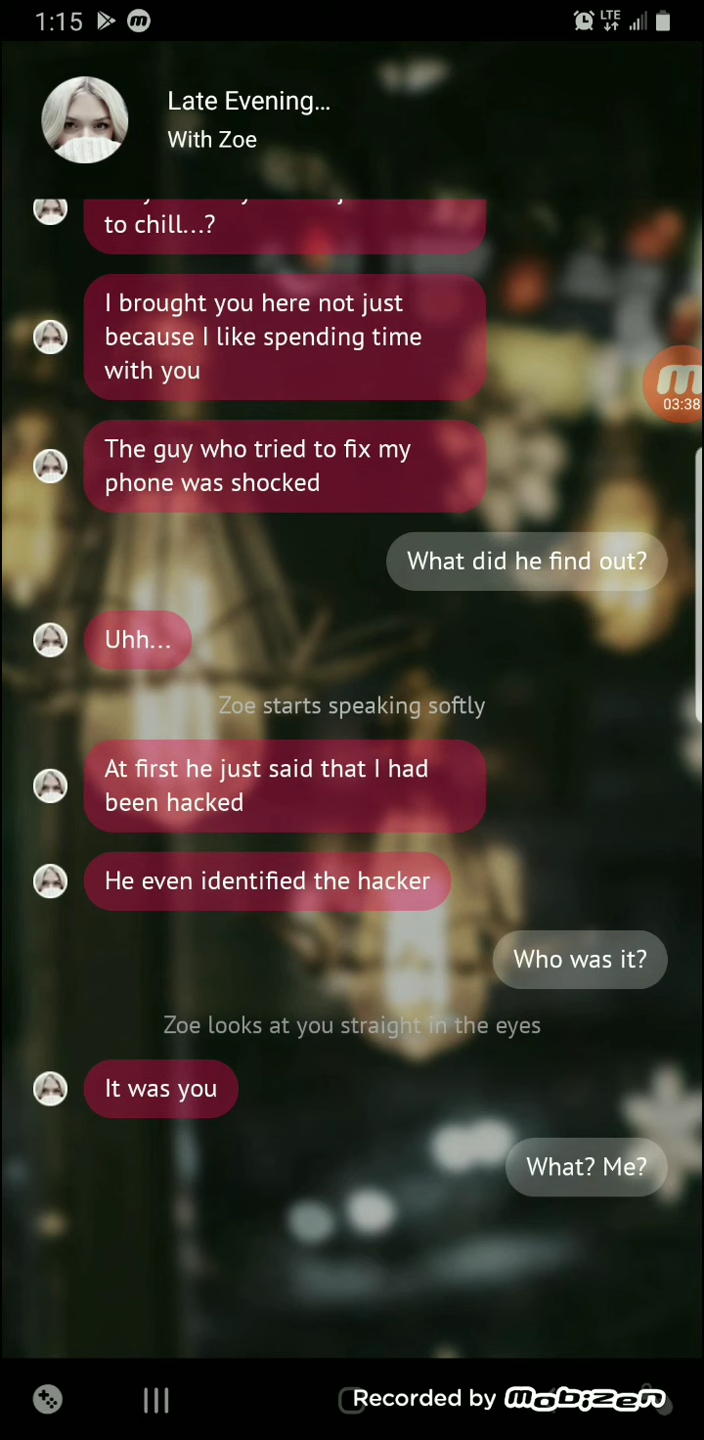 1:15
LTE
Late Evening...
With Zoe
to chill...?
I brought you here not just
because I like spending time
with you
03:38
The guy who tried to fix my
phone was shocked
What did he find out?
Uhh...
Zoe starts speaking softly
At first he just said that I had
been hacked
He even identified the hacker
Who was it?
Zoe looks at you straight in the eyes
It was you
What? Me?
Recorded by mobizen